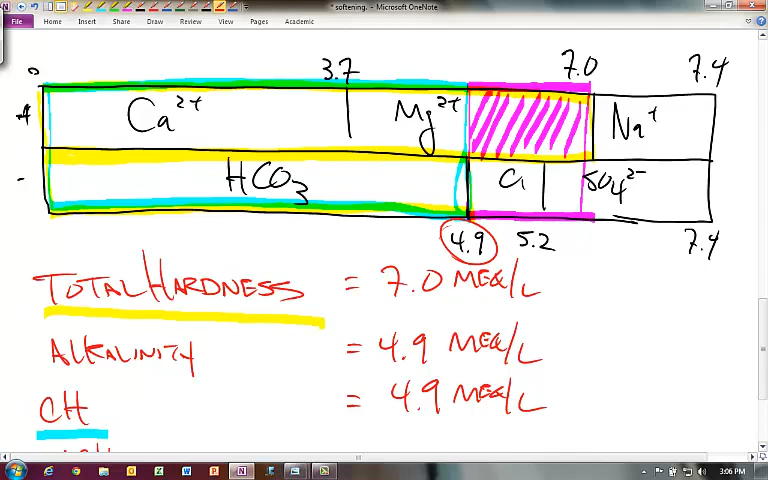 * softening. - Microsoft OneNote
File Home Insert Share Draw Review View Pages Academic
0 3.7 7.0 7.4
+ Ca2+ Mg2+ Na+
- HCO3 Cl SO42-
4.9 5.2 7.4
TOTAL HARDNESS = 7.0 MEQ/L
ALKALINITY = 4.9 MEQ/L
CH = 4.9 MEQ/L
3:06 PM